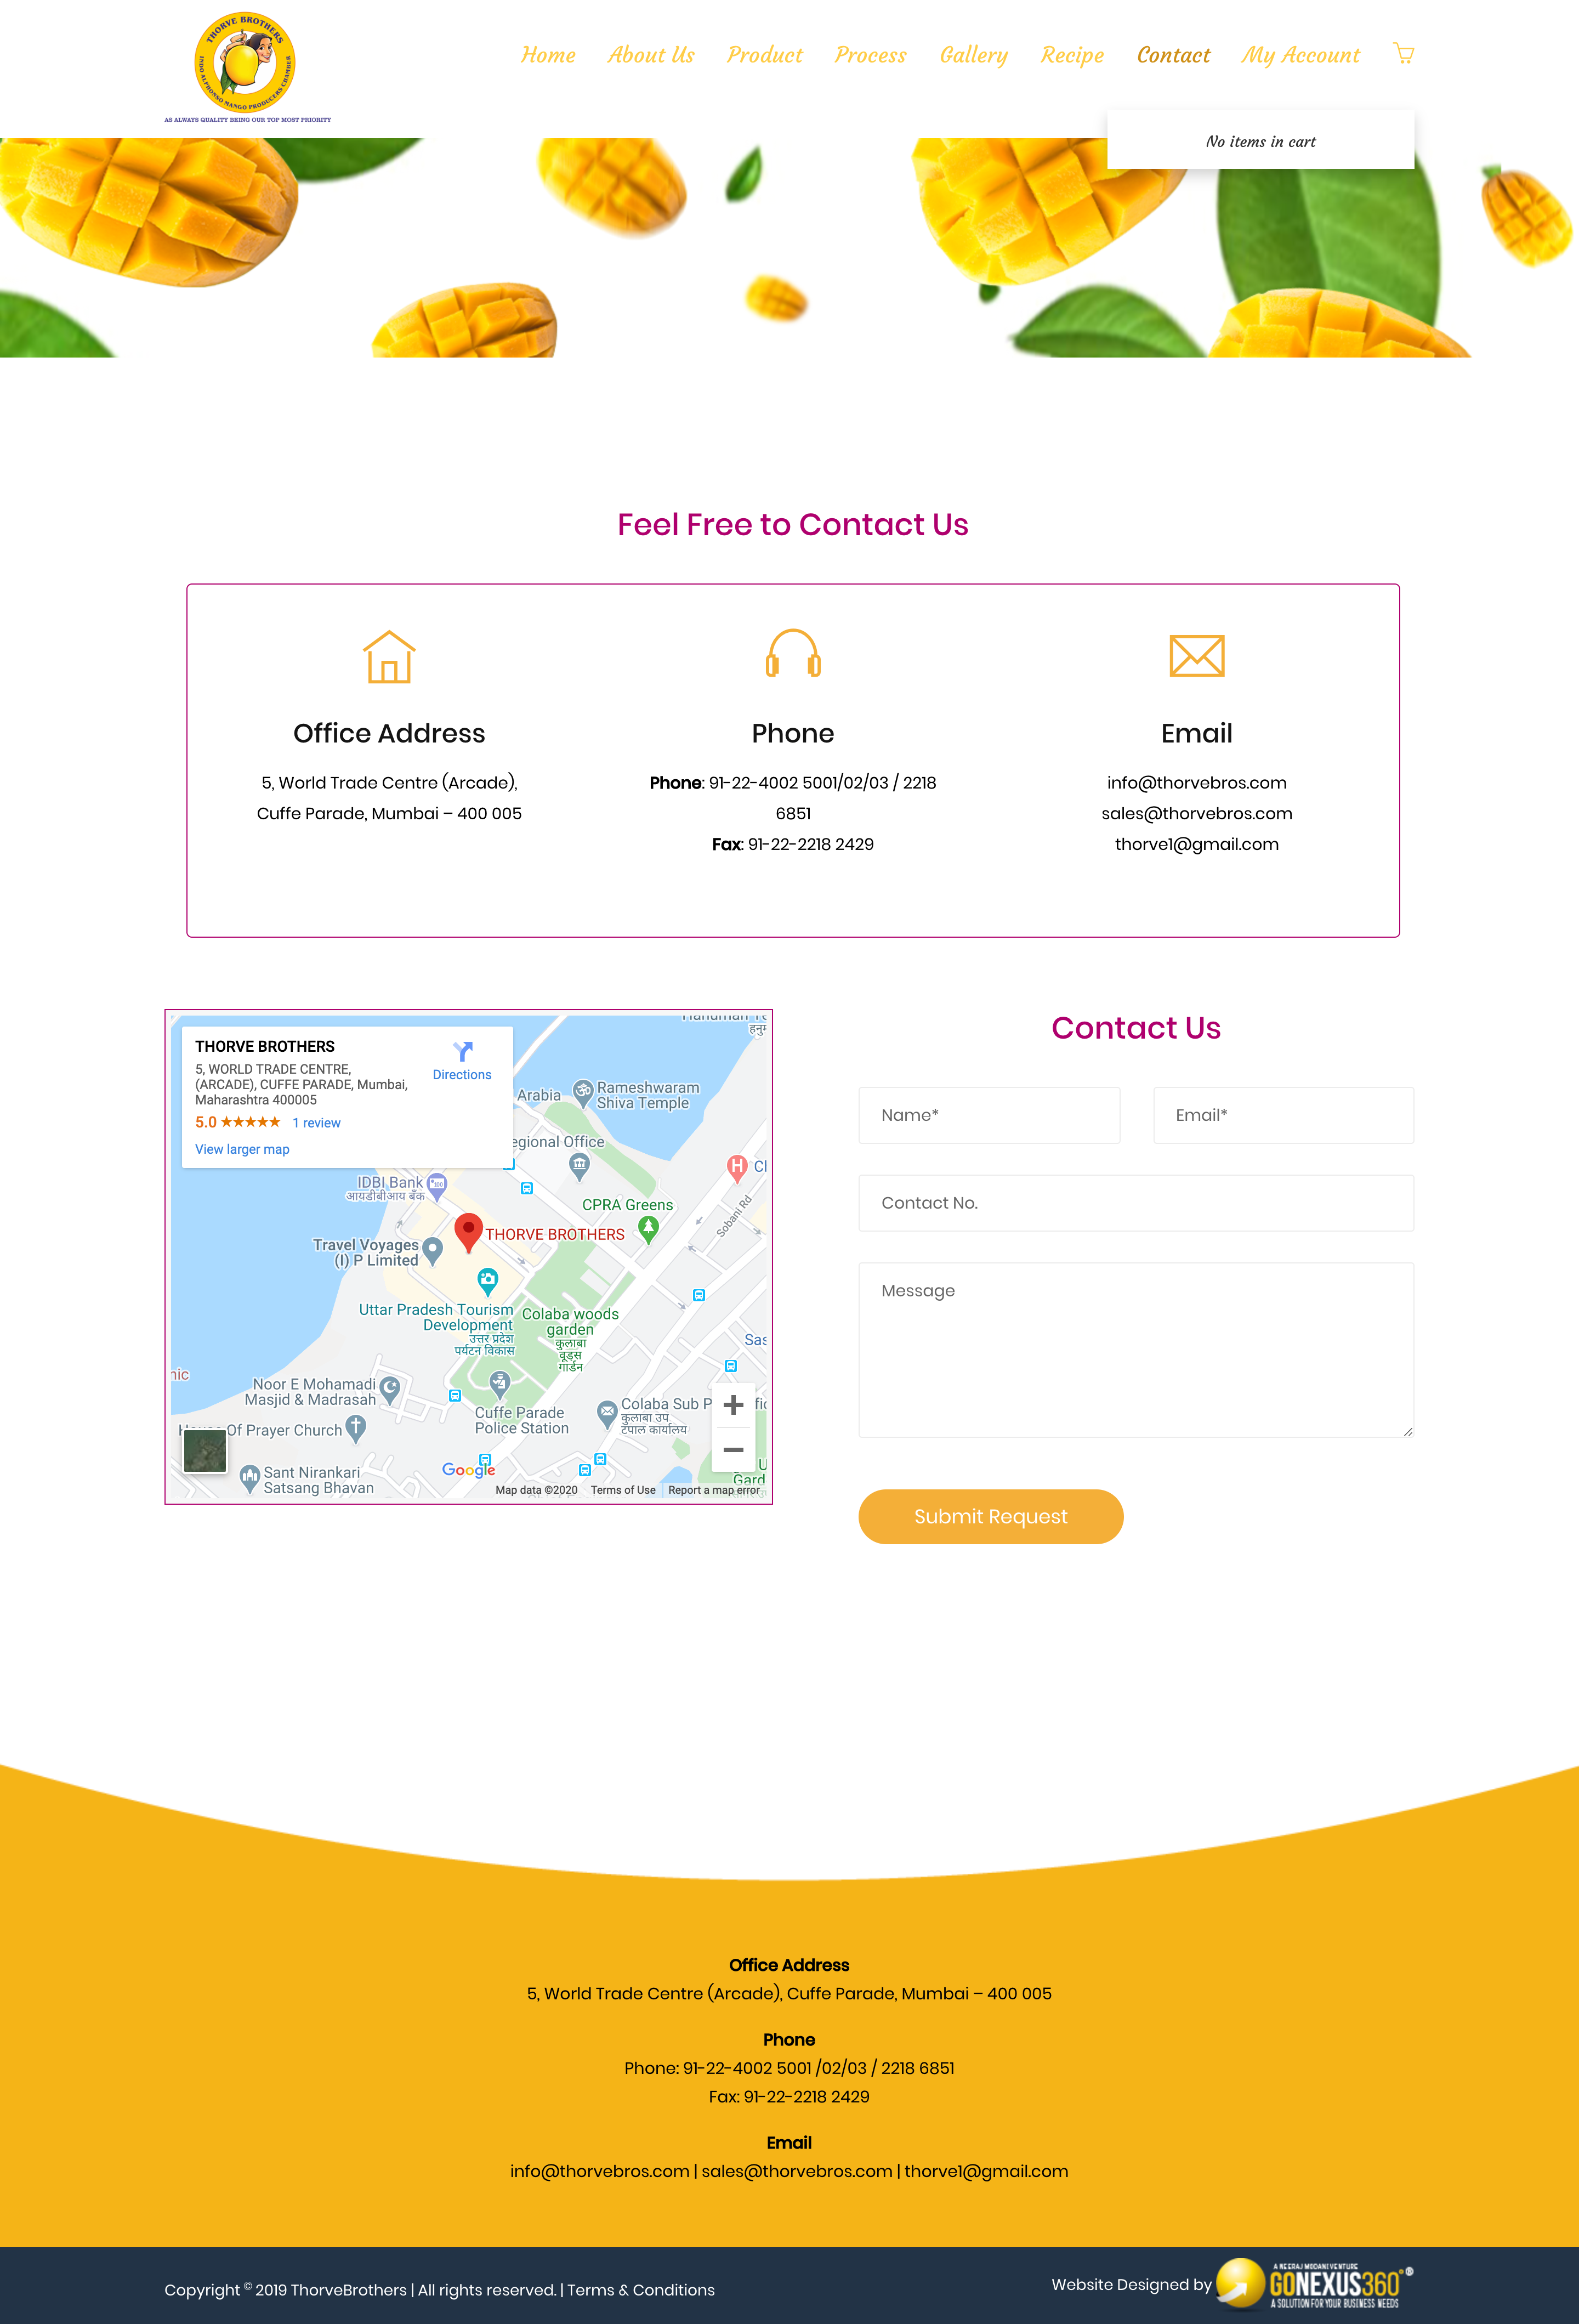 THORVE BROTHERS
INDO ALPHONSO MANGO PRODUCERS CHAMBER
AS ALWAYS QUALITY BEING OUR TOP MOST PRIORITY
Home About Us Product Process Gallery Recipe Contact My Account
No items in cart
Feel Free to Contact Us
Office Address
5, World Trade Centre (Arcade),
Cuffe Parade, Mumbai – 400 005
Phone
Phone: 91-22-4002 5001/02/03 / 2218
6851
Fax: 91-22-2218 2429
Email
info@thorvebros.com
sales@thorvebros.com
thorve1@gmail.com
THORVE BROTHERS
5, WORLD TRADE CENTRE,
(ARCADE), CUFFE PARADE, Mumbai,
Maharashtra 400005
5.0 ★★★★★ 1 review
View larger map
Directions
Arabia
Rameshwaram
Shiva Temple
egional Office
IDBI Bank
आयडीबीआय बँक
CPRA Greens
Sobani Rd
THORVE BROTHERS
Travel Voyages
(I) P Limited
Uttar Pradesh Tourism
Development
उत्तर प्रदेश
पर्यटन विकास
Colaba woods
garden
कुलाबा
वूड्स
गार्डन
Noor E Mohamadi
Masjid & Madrasah
Cuffe Parade
Police Station
Colaba Sub P
कुलाबा उप
टपाल कार्यालय
Of Prayer Church
Sant Nirankari
Satsang Bhavan
Google
Map data ©2020 Terms of Use Report a map error
Contact Us
Name*
Email*
Contact No.
Message
Submit Request
Office Address
5, World Trade Centre (Arcade), Cuffe Parade, Mumbai – 400 005
Phone
Phone: 91-22-4002 5001 /02/03 / 2218 6851
Fax: 91-22-2218 2429
Email
info@thorvebros.com | sales@thorvebros.com | thorve1@gmail.com
Copyright © 2019 ThorveBrothers | All rights reserved. | Terms & Conditions
Website Designed by
A NEERAJ MODANI VENTURE
GONEXUS360°
A SOLUTION FOR YOUR BUSINESS NEEDS